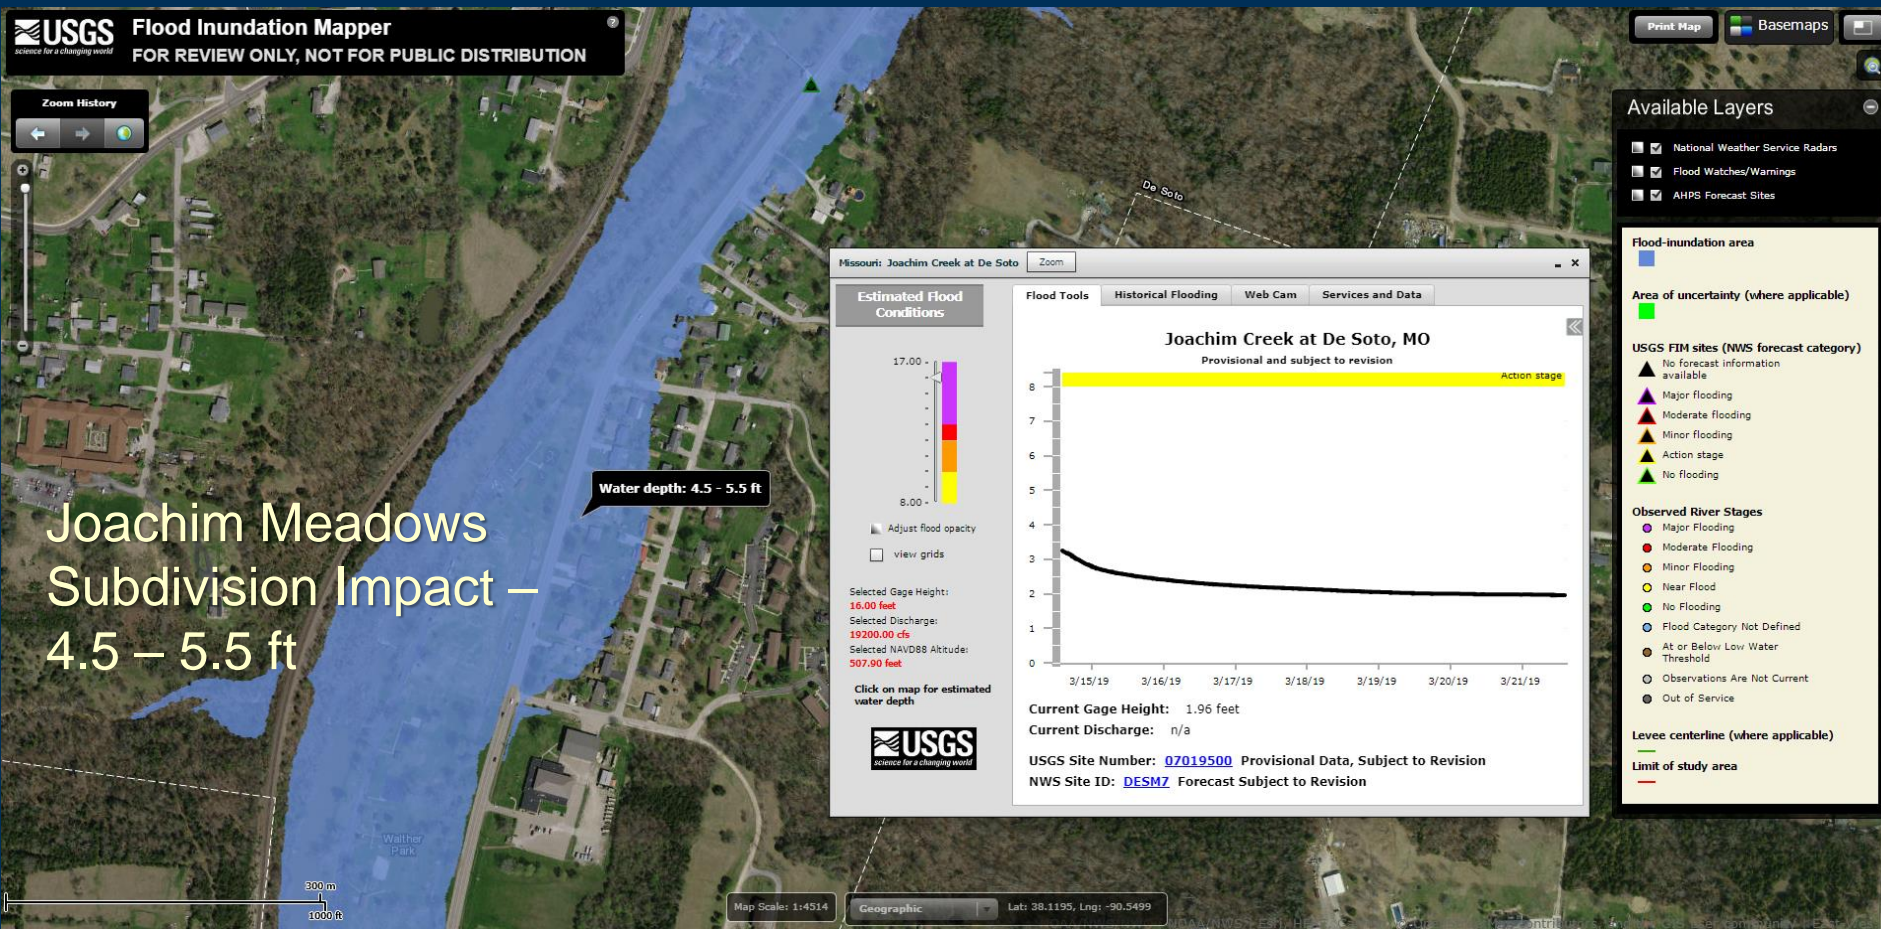 USGS
science for a changing world
Flood Inundation Mapper
FOR REVIEW ONLY, NOT FOR PUBLIC DISTRIBUTION
?
Print Map
Basemaps
Zoom History
Available Layers
National Weather Service Radars
Flood Watches/Warnings
AHPS Forecast Sites
De Soto
Flood-inundation area
Area of uncertainty (where applicable)
USGS FIM sites (NWS forecast category)
No forecast information
available
Major flooding
Moderate flooding
Minor flooding
Action stage
No flooding
Observed River Stages
Major Flooding
Moderate Flooding
Minor Flooding
Near Flood
No Flooding
Flood Category Not Defined
At or Below Low Water
Threshold
Observations Are Not Current
Out of Service
Levee centerline (where applicable)
Limit of study area
Missouri: Joachim Creek at De Soto
Zoom
Estimated Flood
Conditions
17.00
8.00
Adjust flood opacity
view grids
Selected Gage Height:
16.00 feet
Selected Discharge:
19200.00 cfs
Selected NAVD88 Altitude:
507.90 feet
Click on map for estimated
water depth
USGS
science for a changing world
Flood Tools
Historical Flooding
Web Cam
Services and Data
Joachim Creek at De Soto, MO
Provisional and subject to revision
Action stage
8
7
6
5
4
3
2
1
0
3/15/19 3/16/19 3/17/19 3/18/19 3/19/19 3/20/19 3/21/19
Current Gage Height: 1.96 feet
Current Discharge: n/a
USGS Site Number: 07019500 Provisional Data, Subject to Revision
NWS Site ID: DESM7 Forecast Subject to Revision
Water depth: 4.5 - 5.5 ft
Joachim Meadows
Subdivision Impact –
4.5 – 5.5 ft
Walther
Park
300 m
1000 ft
Map Scale: 1:4514
Geographic
Lat: 38.1195, Lng: -90.5499